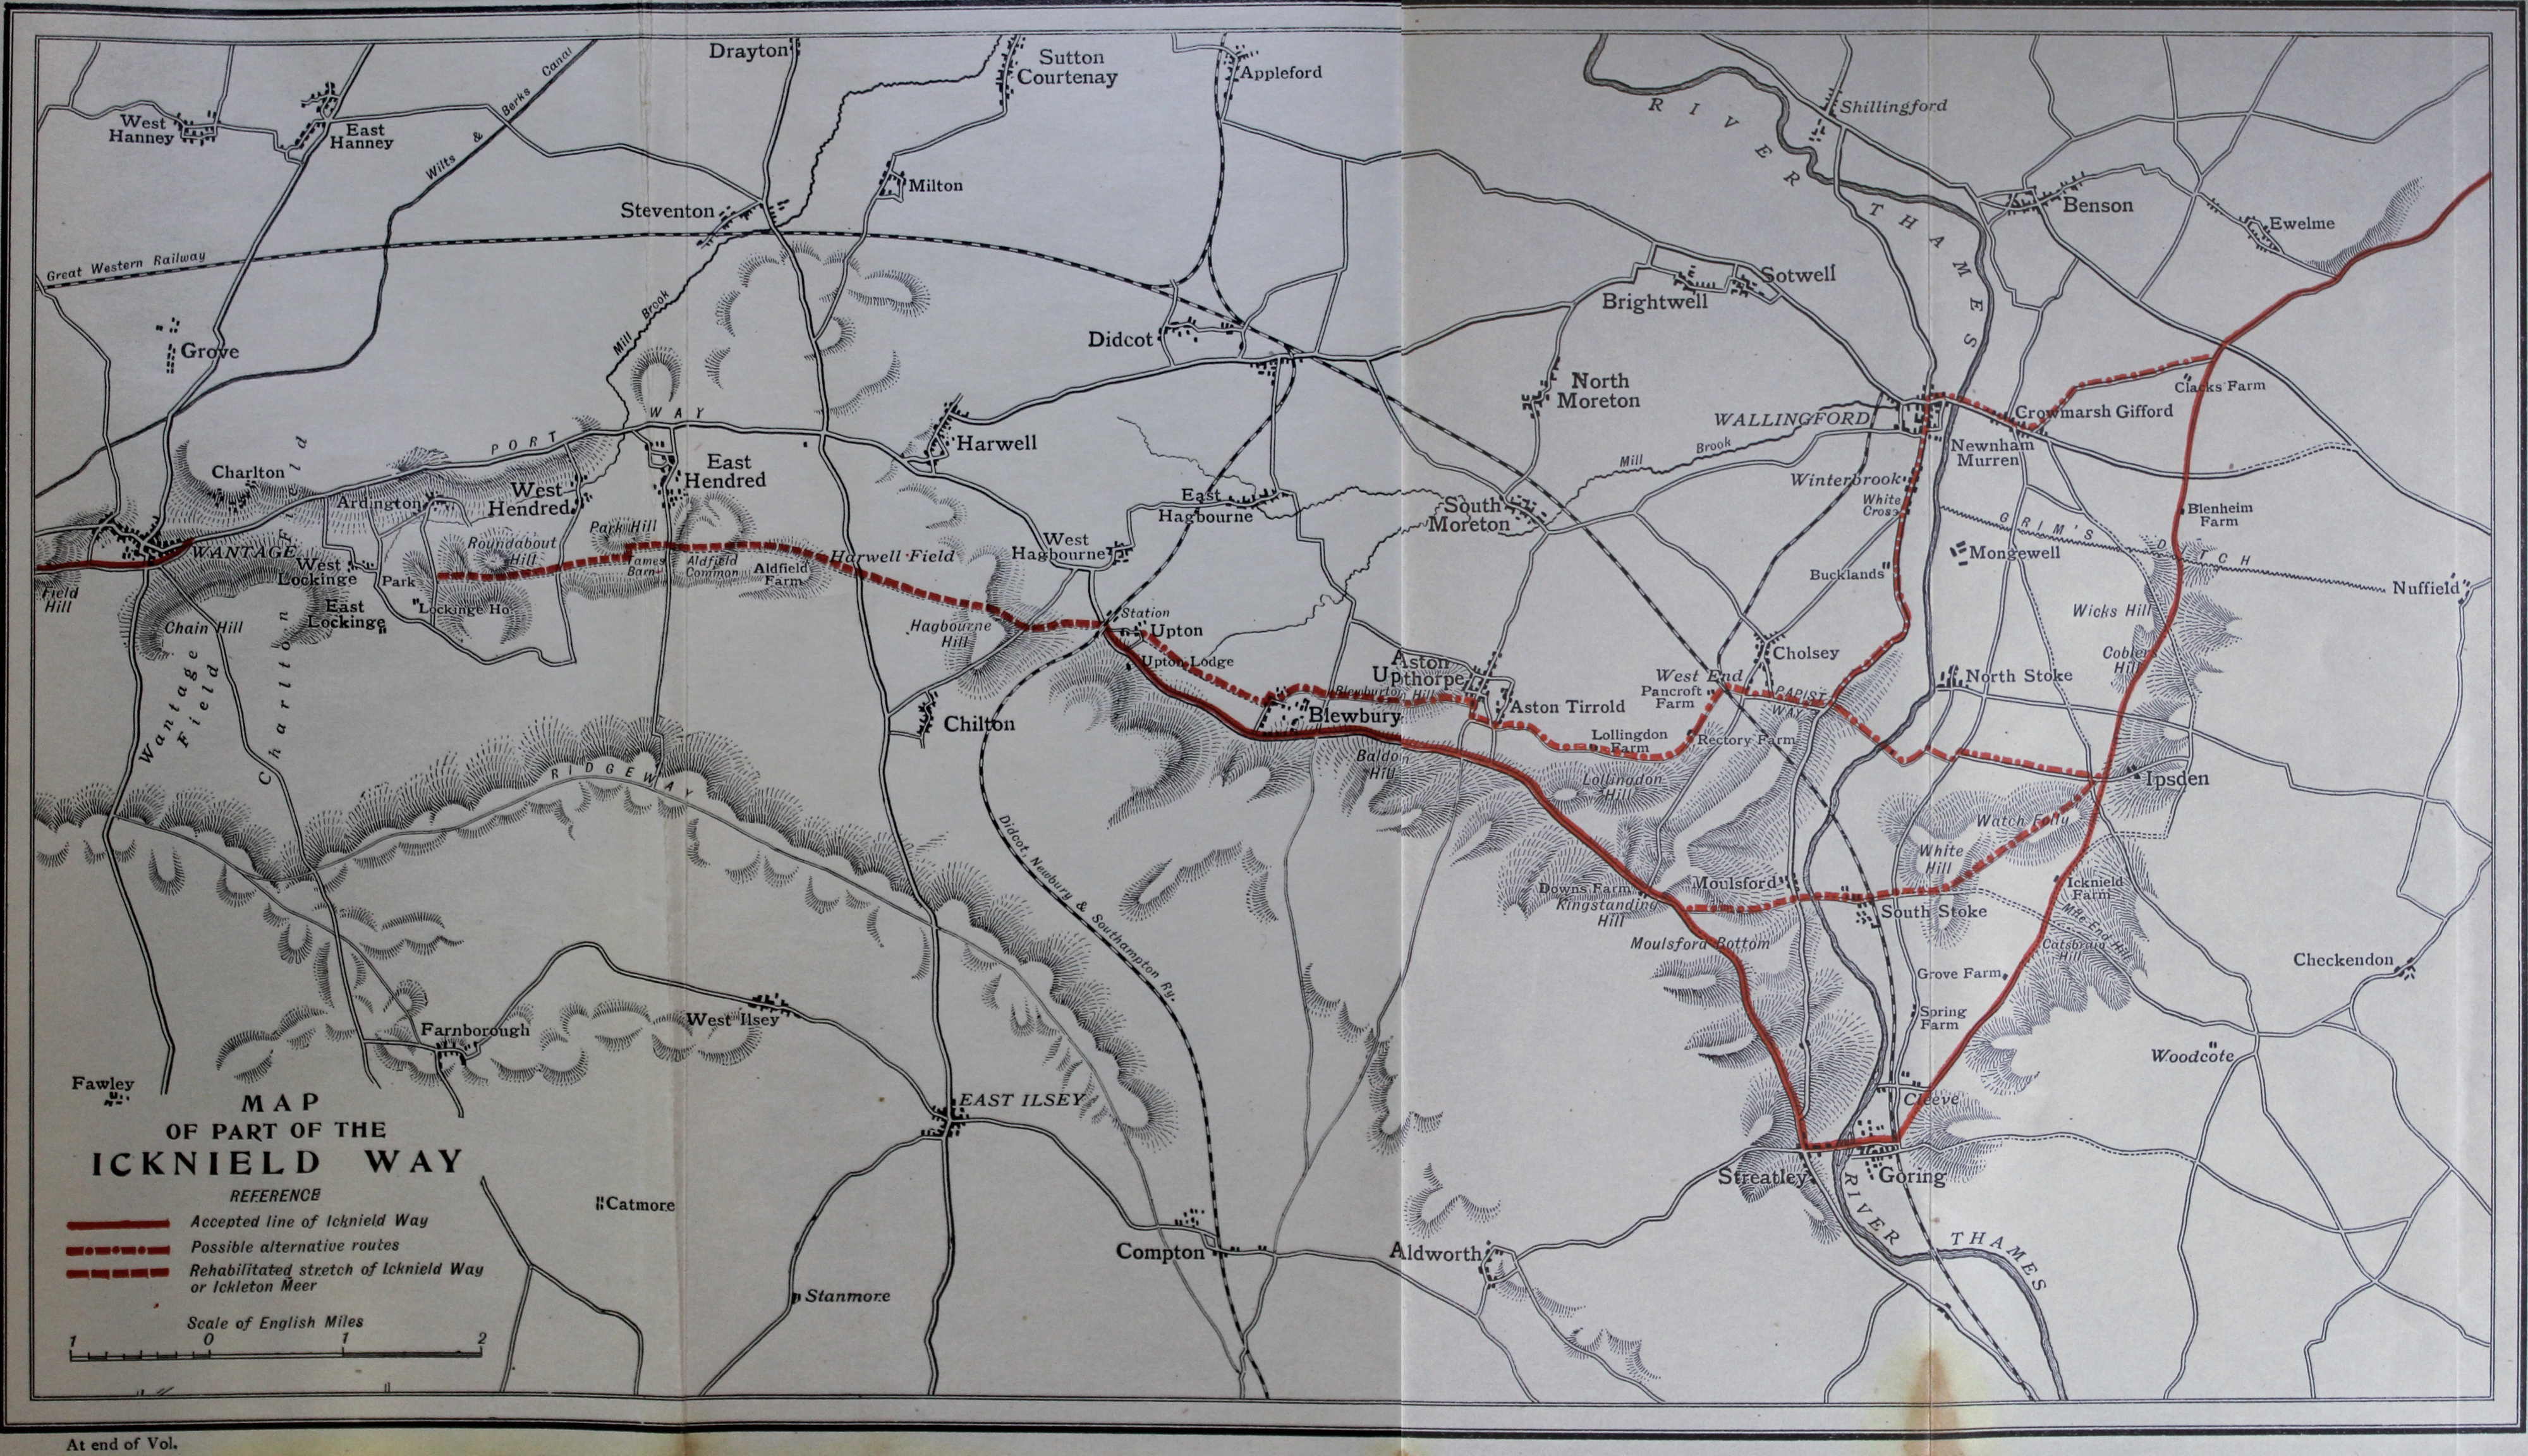 Drayton
Sutton
Courtenay
Appleford
Shillingford
RIVER THAMES
West
Hanney
East
Hanney
Wilts & Berks Canal
Milton
Steventon
Benson
Ewelme
Great Western Railway
Mill Brook
Grove
Didcot
Brightwell
Sotwell
North
Moreton
Clacks Farm
WALLINGFORD
Crowmarsh Gifford
Newnham
Murren
Mill Brook
PORT WAY
Harwell
Charlton
Ardington
West
Hendred
East
Hendred
East
Hagbourne
South
Moreton
Winterbrook
White
Cross
Blenheim
Farm
GRIM'S DITCH
Mongewell
Nuffield
WANTAGE
Roundabout
Hill
Park Hill
Harwell Field
West
Hagbourne
West
Lockinge
Park
Tames
Barn
Aldfield
Common
Aldfield
Farm
Bucklands
Field
Hill
East
Lockinge
Lockinge Ho.
Chain Hill
Wantage
Field
Charlton Field
Hagbourne
Hill
Station
Upton
Upton Lodge
Wicks Hill
Coblers
Hill
Aston
Upthorpe
Blewburton Hill
Blewbury
Aston Tirrold
West End
Pancroft
Farm
Cholsey
PAPIST
WAY
North Stoke
Chilton
Lollingdon
Farm
Rectory Farm
Baldon
Hill
Lollingdon
Hill
Ipsden
RIDGEWAY
Didcot, Newbury & Southampton Ry.
Watch Folly
White
Hill
Downs Farm
Kingstanding
Hill
Moulsford
South Stoke
Icknield
Farm
Moulsford Bottom
Catsbrain
Hill
Grove Farm
Checkendon
Spring
Farm
Woodcote
West Ilsey
Farnborough
Fawley
EAST ILSEY
Cleeve
Streatley
Goring
RIVER THAMES
Catmore
Compton
Aldworth
Stanmore
MAP
OF PART OF THE
ICKNIELD WAY
REFERENCE
Accepted line of Icknield Way
Possible alternative routes
Rehabilitated stretch of Icknield Way
or Ickleton Meer
Scale of English Miles
1 0 1 2
At end of Vol.